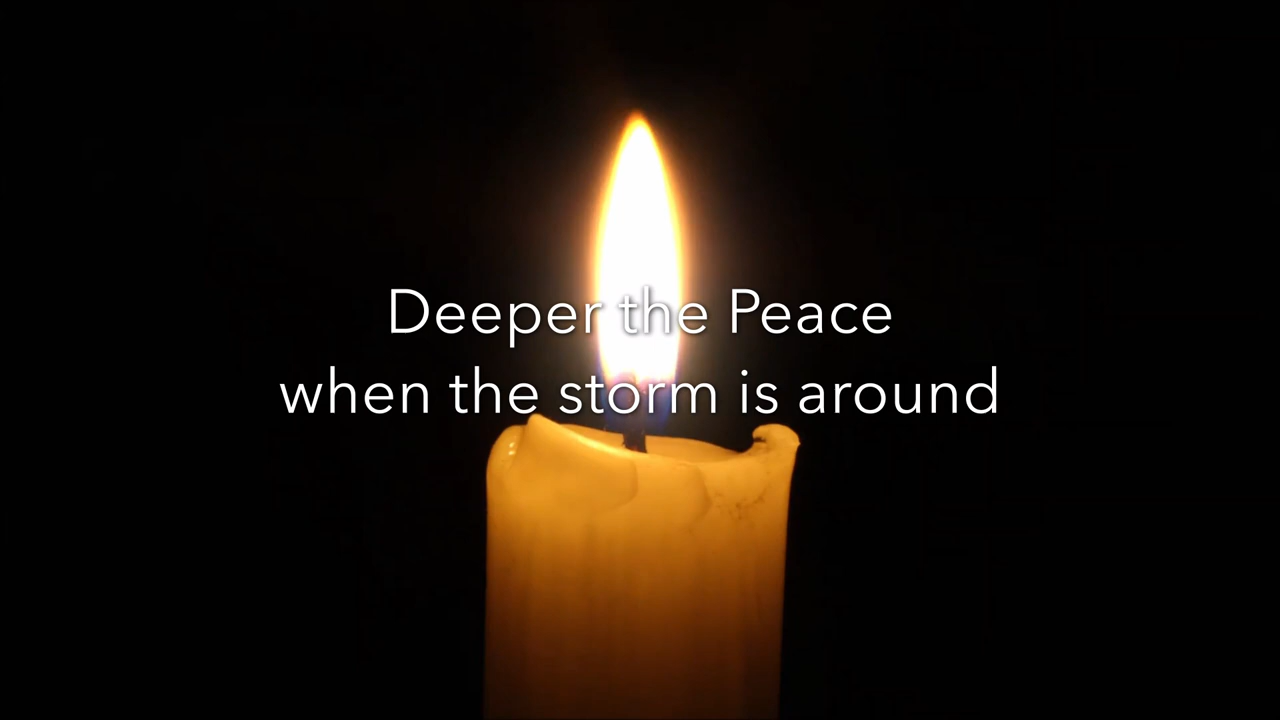 Deeper the Peace
when the storm is around